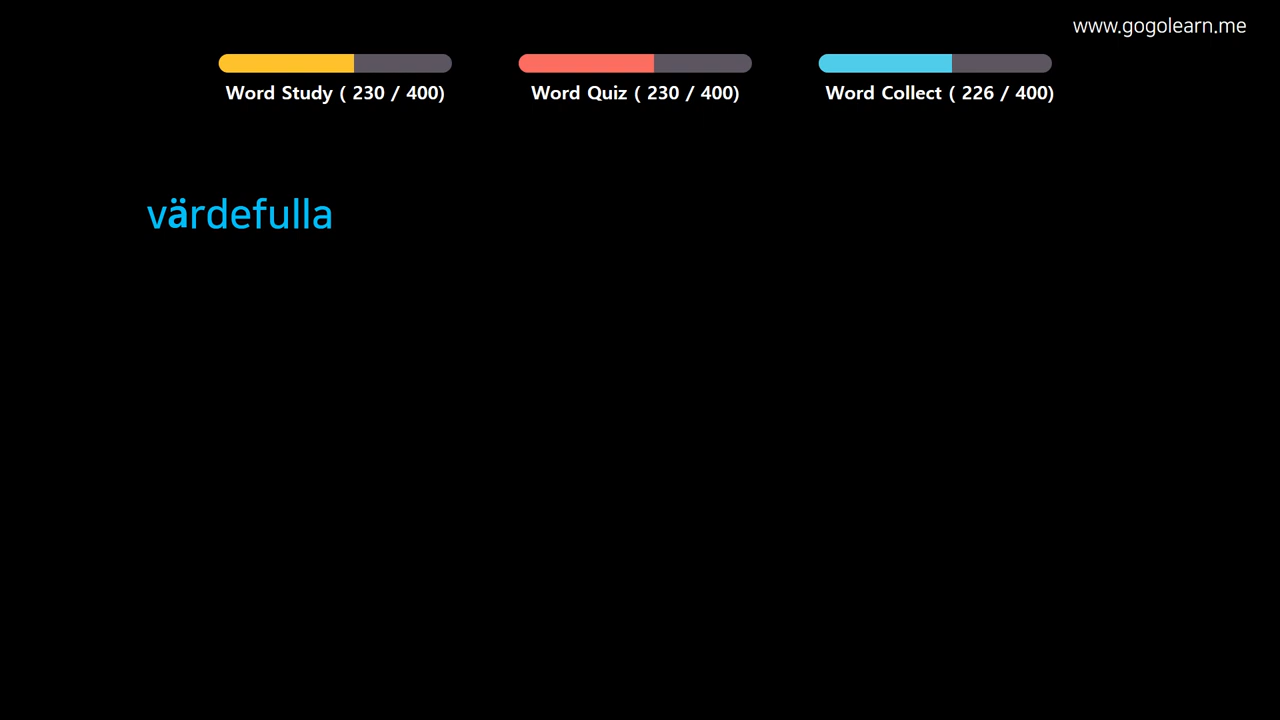 www.gogolearn.me
Word Study ( 230 / 400)
Word Quiz ( 230 / 400)
Word Collect ( 226 / 400)
värdefulla